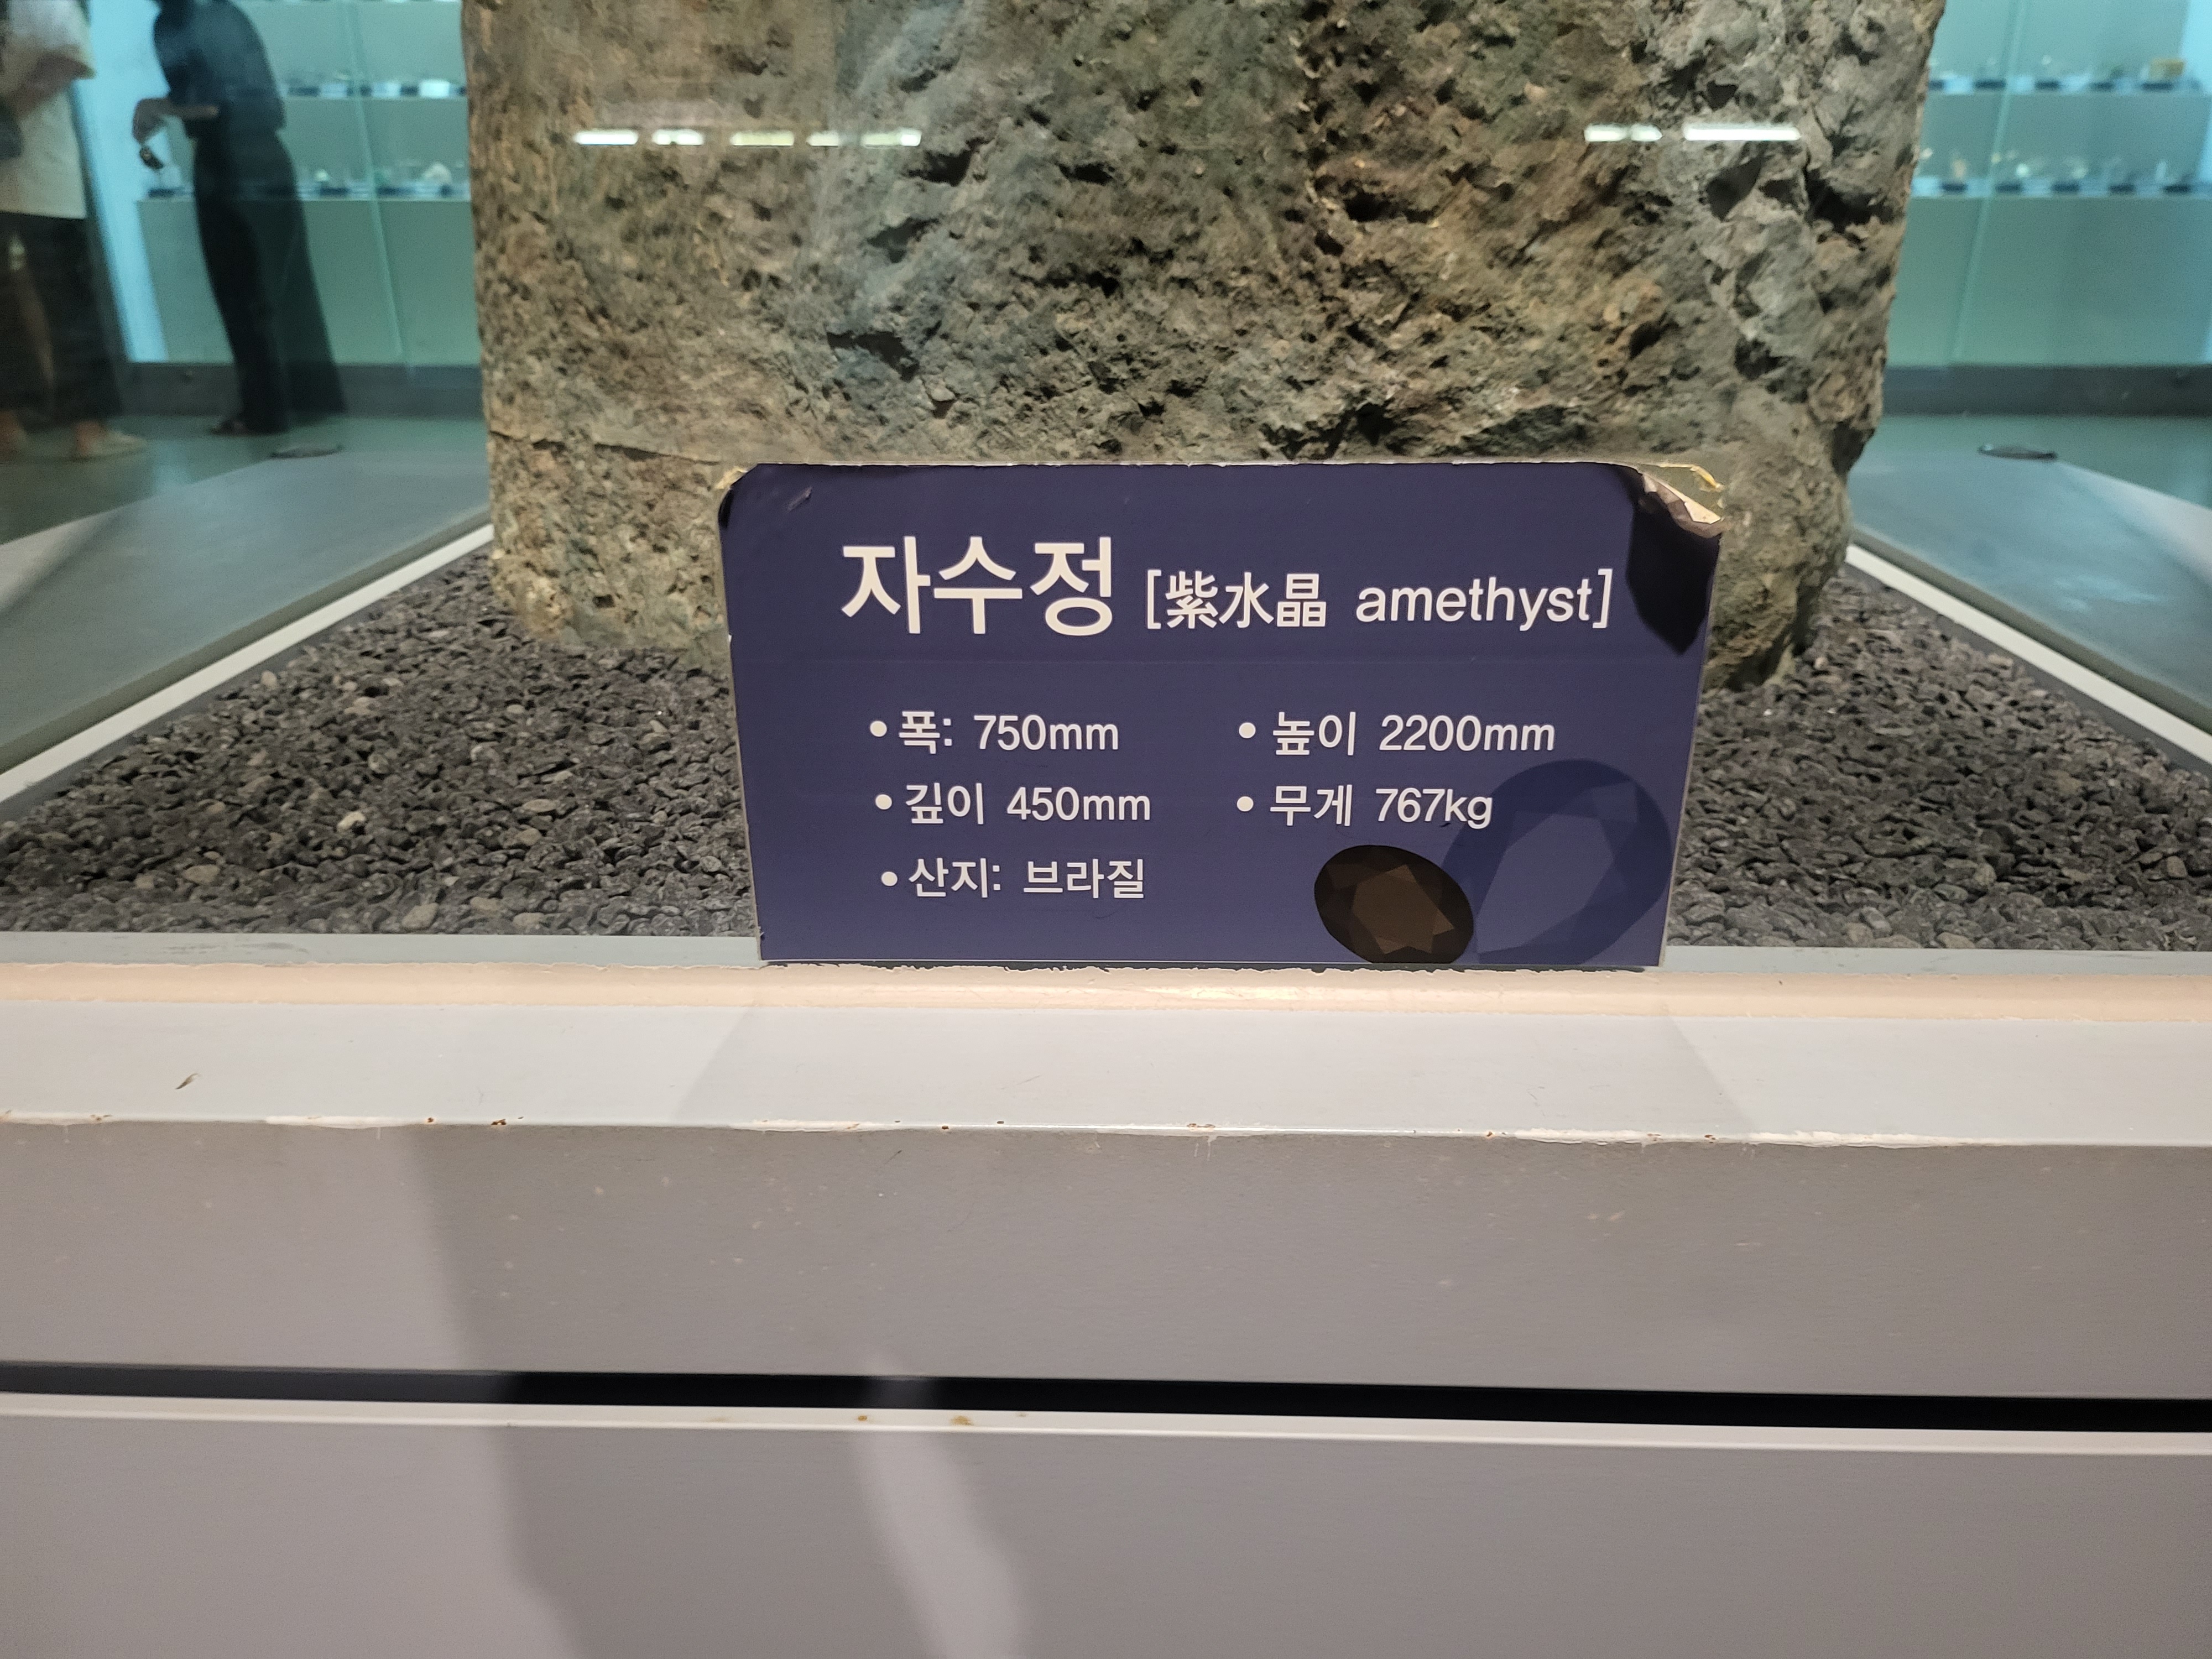 자수정 [紫水晶 amethyst]
• 폭: 750mm • 높이 2200mm
• 깊이 450mm • 무게 767kg
• 산지: 브라질